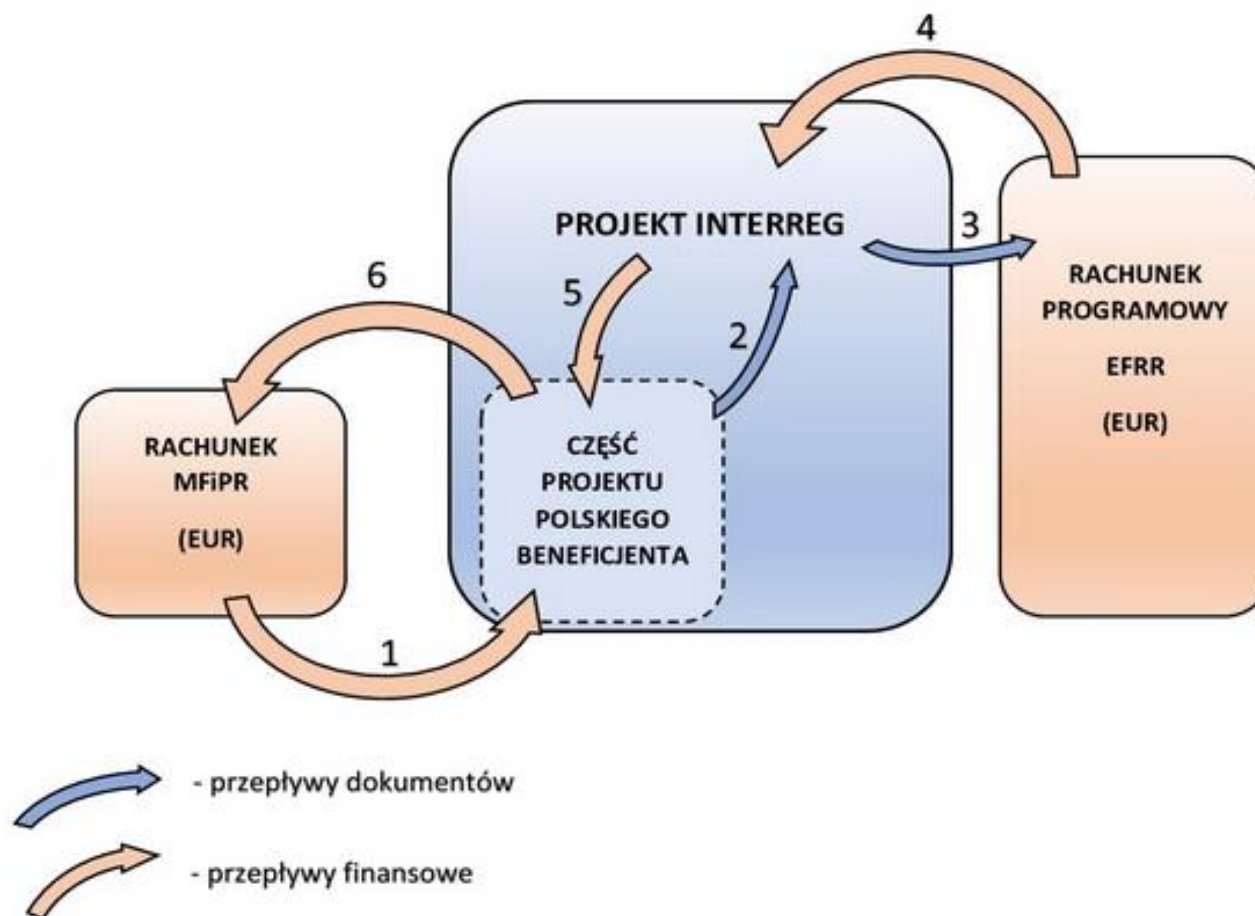 4
PROJEKT INTERREG
3
6
5
2
RACHUNEK
PROGRAMOWY
EFRR
(EUR)
RACHUNEK
MFiPR
(EUR)
CZĘŚĆ
PROJEKTU
POLSKIEGO
BENEFICJENTA
1
- przepływy dokumentów
- przepływy finansowe